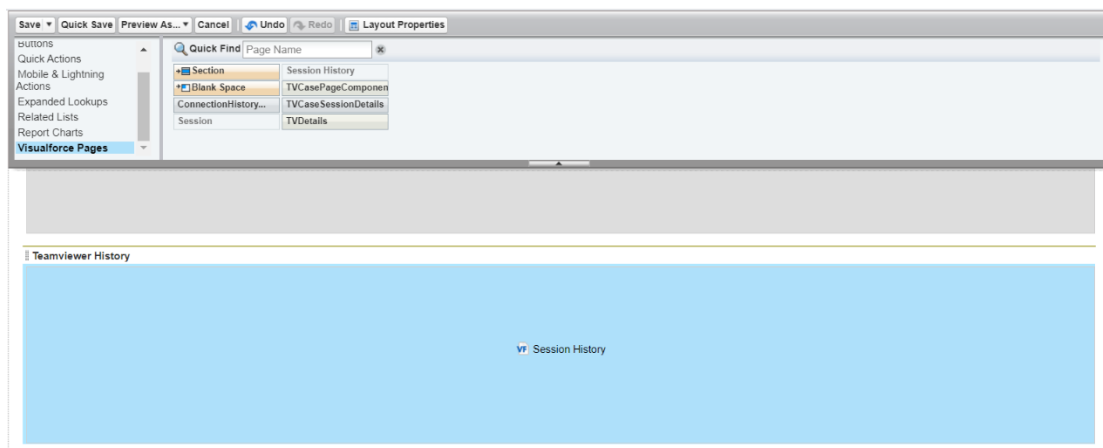 Save Quick Save Preview As... Cancel Undo Redo Layout Properties
Buttons
Quick Actions
Mobile & Lightning
Actions
Expanded Lookups
Related Lists
Report Charts
Visualforce Pages
Quick Find Page Name
Section Session History
Blank Space TVCasePageComponen
ConnectionHistory... TVCaseSessionDetails
Session TVDetails
Teamviewer History
VF Session History